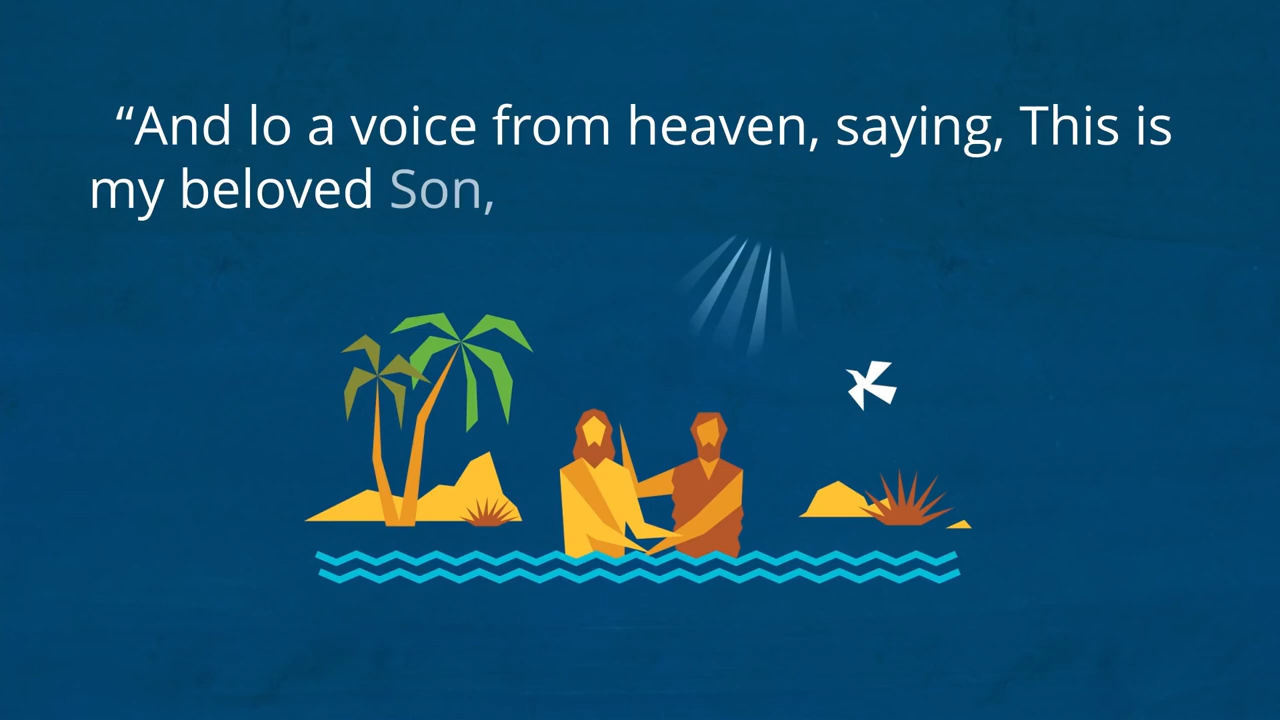 “And lo a voice from heaven, saying, This is
my beloved Son,